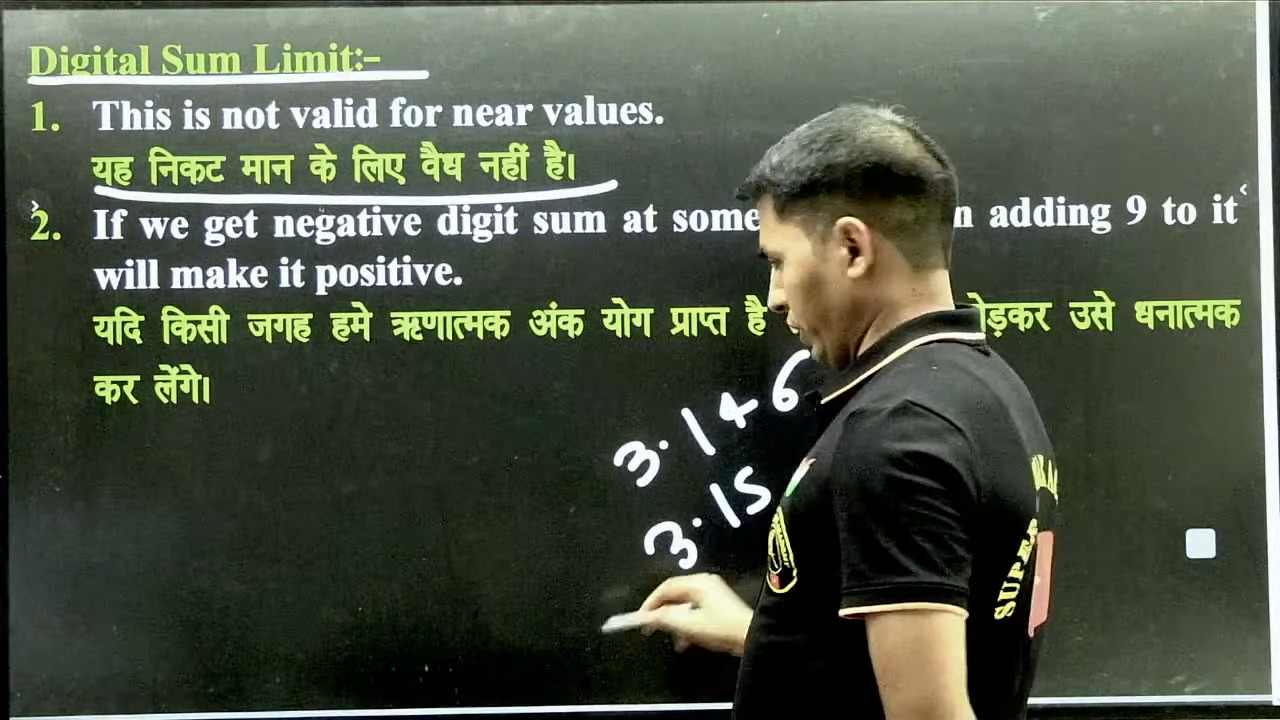 Digital Sum Limit:-
1. This is not valid for near values.
यह निकट मान के लिए वैध नहीं है।
2. If we get negative digit sum at some adding 9 to it
will make it positive.
यदि किसी जगह हमे ऋणात्मक अंक योग प्राप्त है उसे धनात्मक
कर लेंगे।
3.146
3.15